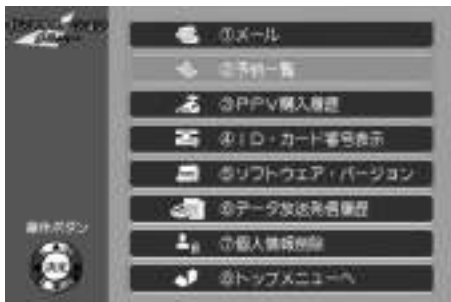 ①メール
②予約一覧
③PPV購入履歴
④ID・カード番号表示
⑤ソフトウェア・バージョン
⑥データ放送発信履歴
⑦個人情報削除
⑧トップメニューへ
操作ボタン
決定